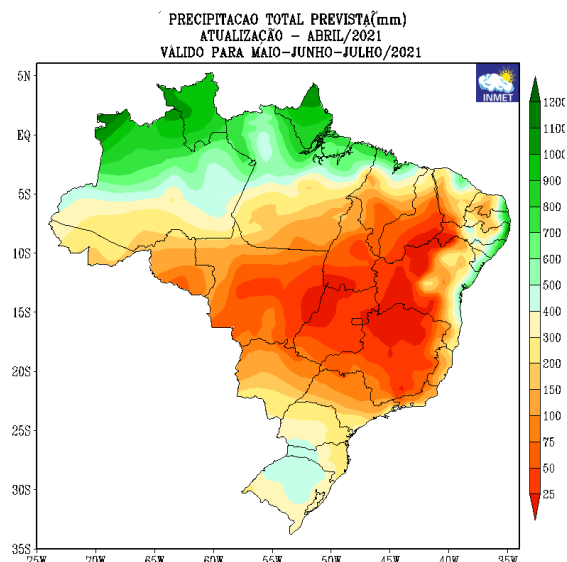 PRECIPITACAO TOTAL PREVISTA(mm)
ATUALIZAÇÃO - ABRIL/2021
VÁLIDO PARA MAIO-JUNHO-JULHO/2021
INMET
5N
EQ
5S
10S
15S
20S
25S
30S
35S
75W
70W
65W
60W
55W
50W
45W
40W
35W
1200
1100
1000
900
800
700
600
500
400
300
200
150
100
75
50
25